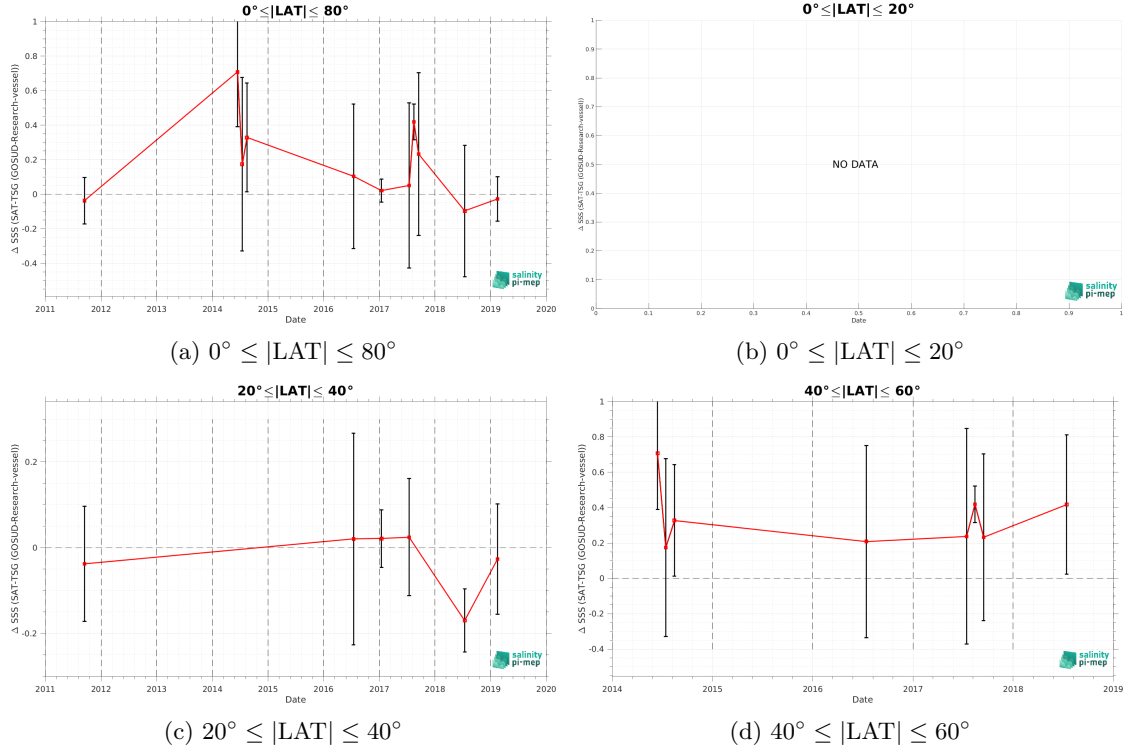 0°≤|LAT|≤ 80°
Δ SSS (SAT-TSG (GOSUD-Research-vessel))
1
0.8
0.6
0.4
0.2
0
-0.2
-0.4
2011 2012 2013 2014 2015 2016 2017 2018 2019 2020
Date
salinity
pi-mep
(a) 0° ≤ |LAT| ≤ 80°
0°≤|LAT|≤ 20°
Δ SSS (SAT-TSG (GOSUD-Research-vessel))
1
0.9
0.8
0.7
0.6
0.5
0.4
0.3
0.2
0.1
0
NO DATA
0 0.1 0.2 0.3 0.4 0.5 0.6 0.7 0.8 0.9 1
Date
salinity
pi-mep
(b) 0° ≤ |LAT| ≤ 20°
20°≤|LAT|≤ 40°
Δ SSS (SAT-TSG (GOSUD-Research-vessel))
0.2
0
-0.2
2011 2012 2013 2014 2015 2016 2017 2018 2019 2020
Date
salinity
pi-mep
(c) 20° ≤ |LAT| ≤ 40°
40°≤|LAT|≤ 60°
Δ SSS (SAT-TSG (GOSUD-Research-vessel))
1
0.8
0.6
0.4
0.2
0
-0.2
-0.4
2014 2015 2016 2017 2018 2019
Date
salinity
pi-mep
(d) 40° ≤ |LAT| ≤ 60°